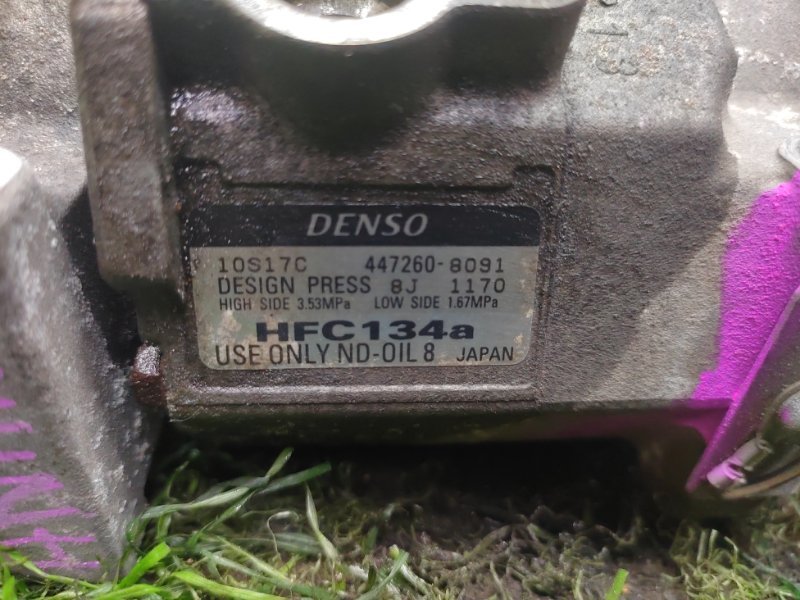 DENSO
10S17C 447260-8091
DESIGN PRESS 8J 1170
HIGH SIDE 3.53MPa LOW SIDE 1.67MPa
HFC134a
USE ONLY ND-OIL 8 JAPAN